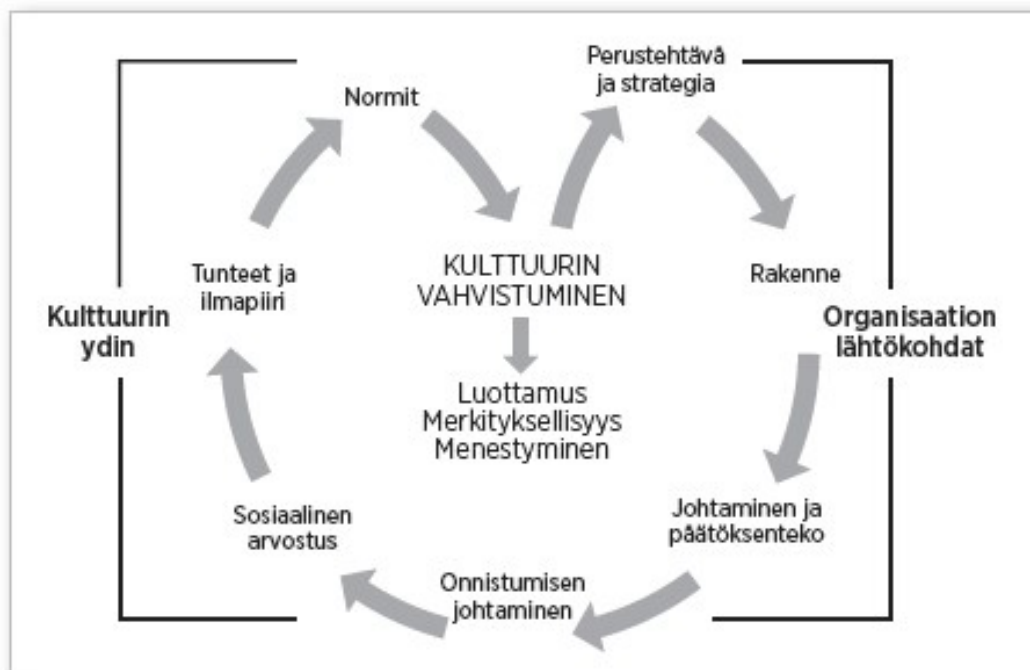 Perustehtävä
ja strategia
Normit
Tunteet ja
ilmapiiri
KULTTUURIN
VAHVISTUMINEN
Rakenne
Kulttuurin
ydin
Organisaation
lähtökohdat
Luottamus
Merkityksellisyys
Menestyminen
Sosiaalinen
arvostus
Johtaminen ja
päätöksenteko
Onnistumisen
johtaminen